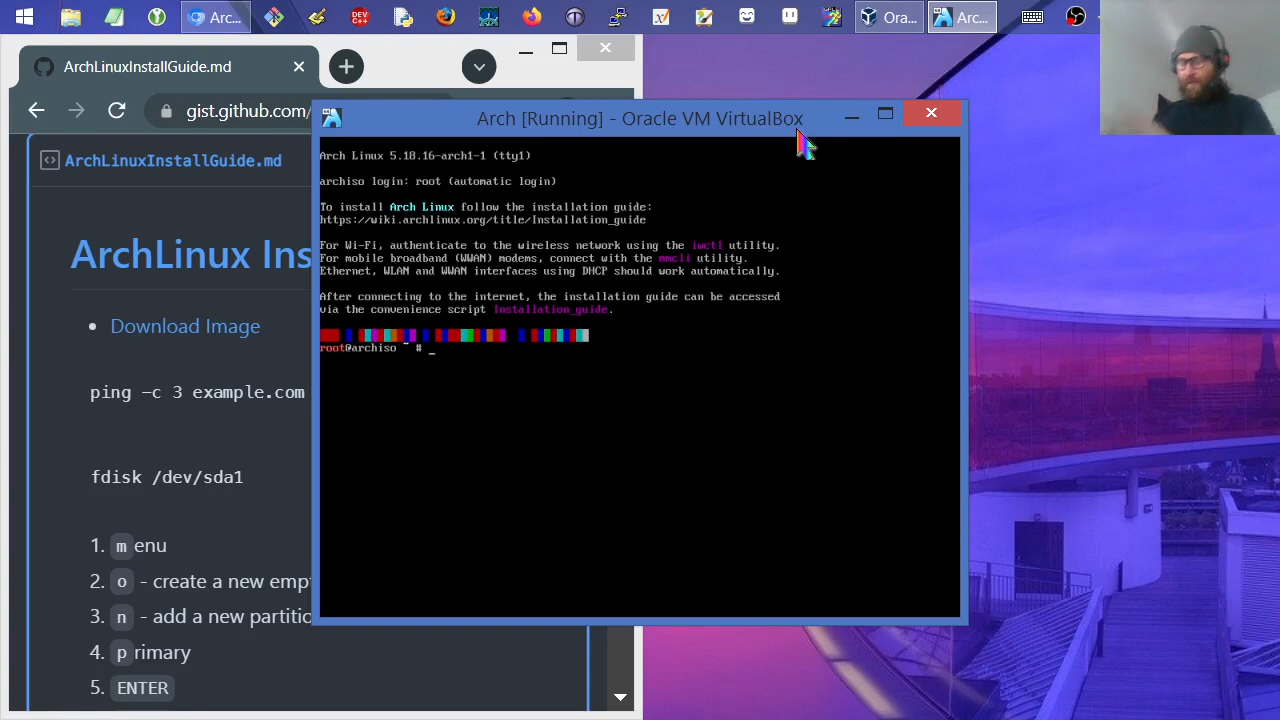 Arc...
Ora...
Arc...
ArchLinuxInstallGuide.md
gist.github.com/
ArchLinuxInstallGuide.md
ArchLinux Ins
Download Image
ping -c 3 example.com
fdisk /dev/sda1
1. menu
2. o - create a new empt
3. n - add a new partitio
4. primary
5. ENTER
Arch [Running] - Oracle VM VirtualBox
Arch Linux 5.18.16-arch1-1 (tty1)
archiso login: root (automatic login)
To install Arch Linux follow the installation guide:
https://wiki.archlinux.org/title/Installation_guide
For Wi-Fi, authenticate to the wireless network using the iwctl utility.
For mobile broadband (WWAN) modems, connect with the mmcli utility.
Ethernet, WLAN and WWAN interfaces using DHCP should work automatically.
After connecting to the internet, the installation guide can be accessed
via the convenience script Installation_guide.
root@archiso ~ # _